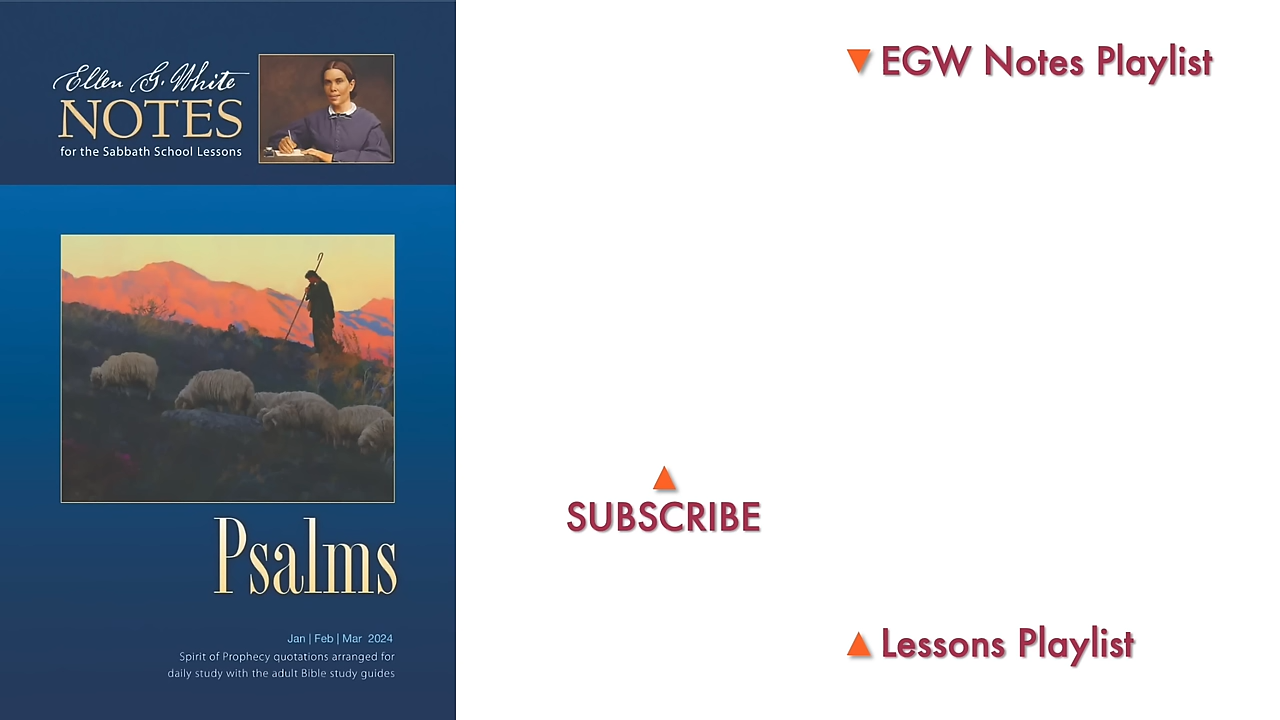 Ellen G. White
NOTES
for the Sabbath School Lessons
Psalms
Jan | Feb | Mar 2024
Spirit of Prophecy quotations arranged for
daily study with the adult Bible study guides
▼ EGW Notes Playlist
▲
SUBSCRIBE
▲ Lessons Playlist